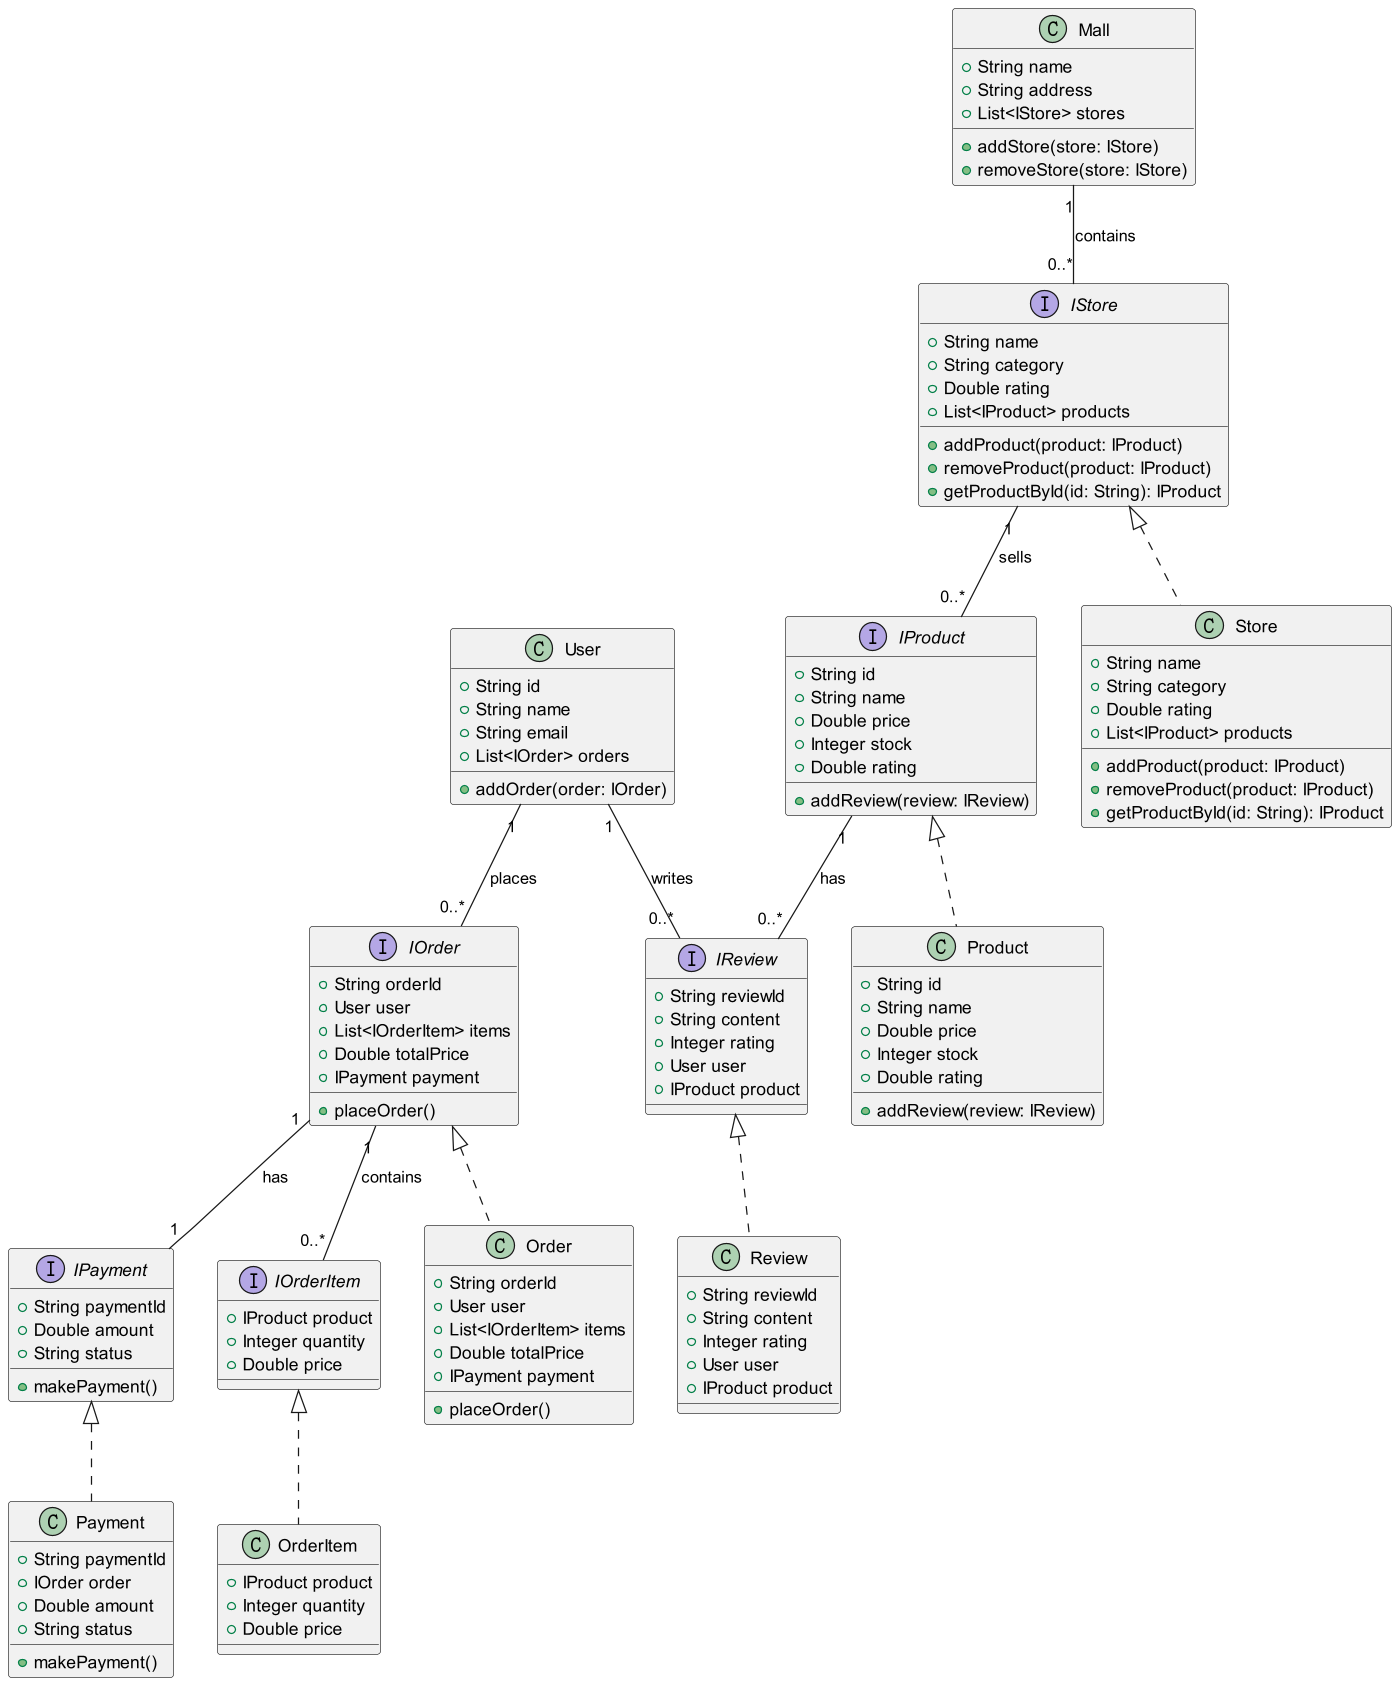 C Mall
String name
String address
List<IStore> stores
addStore(store: IStore)
removeStore(store: IStore)
1
contains
0..*
I IStore
String name
String category
Double rating
List<IProduct> products
addProduct(product: IProduct)
removeProduct(product: IProduct)
getProductById(id: String): IProduct
1
sells
0..*
C User
String id
String name
String email
List<IOrder> orders
addOrder(order: IOrder)
I IProduct
String id
String name
Double price
Integer stock
Double rating
addReview(review: IReview)
C Store
String name
String category
Double rating
List<IProduct> products
addProduct(product: IProduct)
removeProduct(product: IProduct)
getProductById(id: String): IProduct
1
places
0..*
1
writes
0..*
1
has
0..*
I IOrder
String orderId
User user
List<IOrderItem> items
Double totalPrice
IPayment payment
placeOrder()
I IReview
String reviewId
String content
Integer rating
User user
IProduct product
C Product
String id
String name
Double price
Integer stock
Double rating
addReview(review: IReview)
1
has
1
1
contains
0..*
I IPayment
String paymentId
Double amount
String status
makePayment()
I IOrderItem
IProduct product
Integer quantity
Double price
C Order
String orderId
User user
List<IOrderItem> items
Double totalPrice
IPayment payment
placeOrder()
C Review
String reviewId
String content
Integer rating
User user
IProduct product
C Payment
String paymentId
IOrder order
Double amount
String status
makePayment()
C OrderItem
IProduct product
Integer quantity
Double price